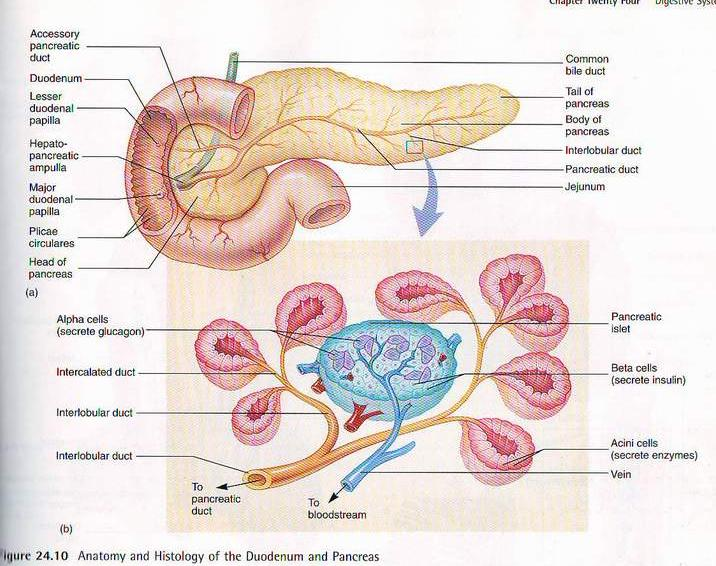 Chapter Twenty Four Digestive Syste
Accessory
pancreatic
duct
Duodenum
Lesser
duodenal
papilla
Hepato-
pancreatic
ampulla
Major
duodenal
papilla
Plicae
circulares
Head of
pancreas
(a)
Common
bile duct
Tail of
pancreas
Body of
pancreas
Interlobular duct
Pancreatic duct
Jejunum
Alpha cells
(secrete glucagon)
Intercalated duct
Interlobular duct
Interlobular duct
To
pancreatic
duct
To
bloodstream
Pancreatic
islet
Beta cells
(secrete insulin)
Acini cells
(secrete enzymes)
Vein
(b)
igure 24.10 Anatomy and Histology of the Duodenum and Pancreas